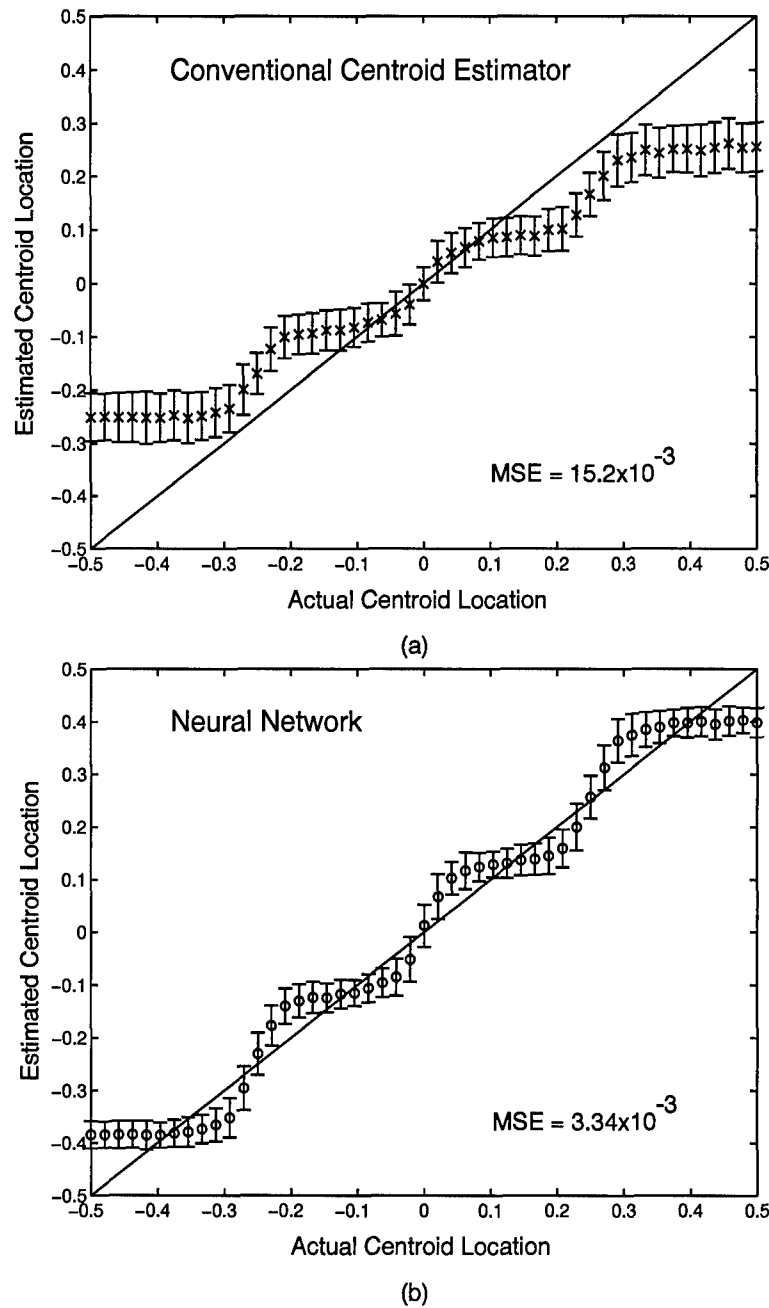 0.5
Conventional Centroid Estimator
0.4
0.3
0.2
0.1
0
-0.1
-0.2
-0.3
-0.4
-0.5
Estimated Centroid Location
MSE = 15.2x10^-3
-0.5 -0.4 -0.3 -0.2 -0.1 0 0.1 0.2 0.3 0.4 0.5
Actual Centroid Location
(a)
0.5
Neural Network
0.4
0.3
0.2
0.1
0
-0.1
-0.2
-0.3
-0.4
-0.5
Estimated Centroid Location
MSE = 3.34x10^-3
-0.5 -0.4 -0.3 -0.2 -0.1 0 0.1 0.2 0.3 0.4 0.5
Actual Centroid Location
(b)